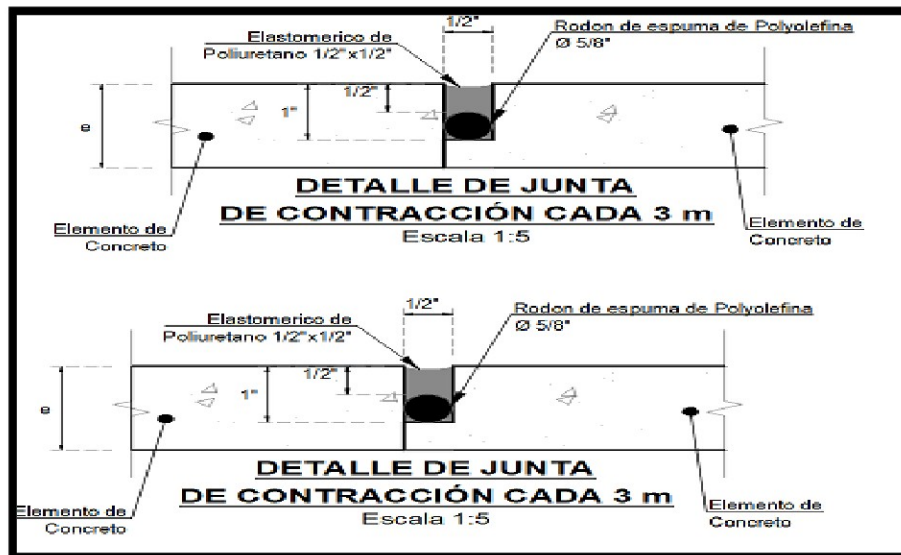 1/2"
Elastomerico de
Poliuretano 1/2"x1/2"
Rodon de espuma de Polyolefina
Ø 5/8"
1/2"
1"
e
DETALLE DE JUNTA
DE CONTRACCIÓN CADA 3 m
Escala 1:5
Elemento de
Concreto
Elemento de
Concreto
1/2"
Elastomerico de
Poliuretano 1/2"x1/2"
Rodon de espuma de Polyolefina
Ø 5/8"
1/2"
1"
e
DETALLE DE JUNTA
DE CONTRACCIÓN CADA 3 m
Escala 1:5
Elemento de
Concreto
Elemento de
Concreto